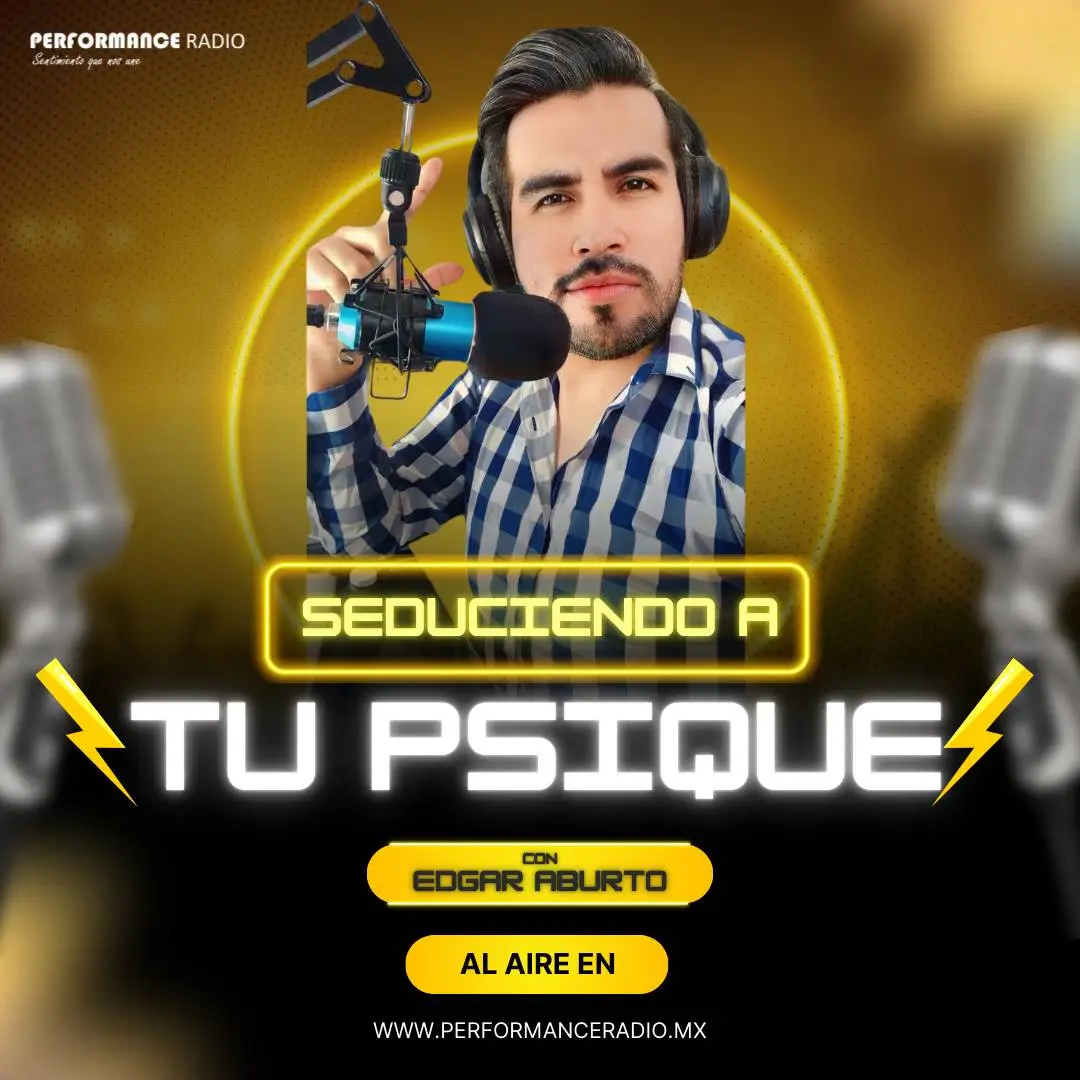 PERFORMANCE RADIO
Sentimiento que nos une
SEDUCIENDO A
TU PSIQUE
CON
EDGAR ABURTO
AL AIRE EN
WWW.PERFORMANCERADIO.MX